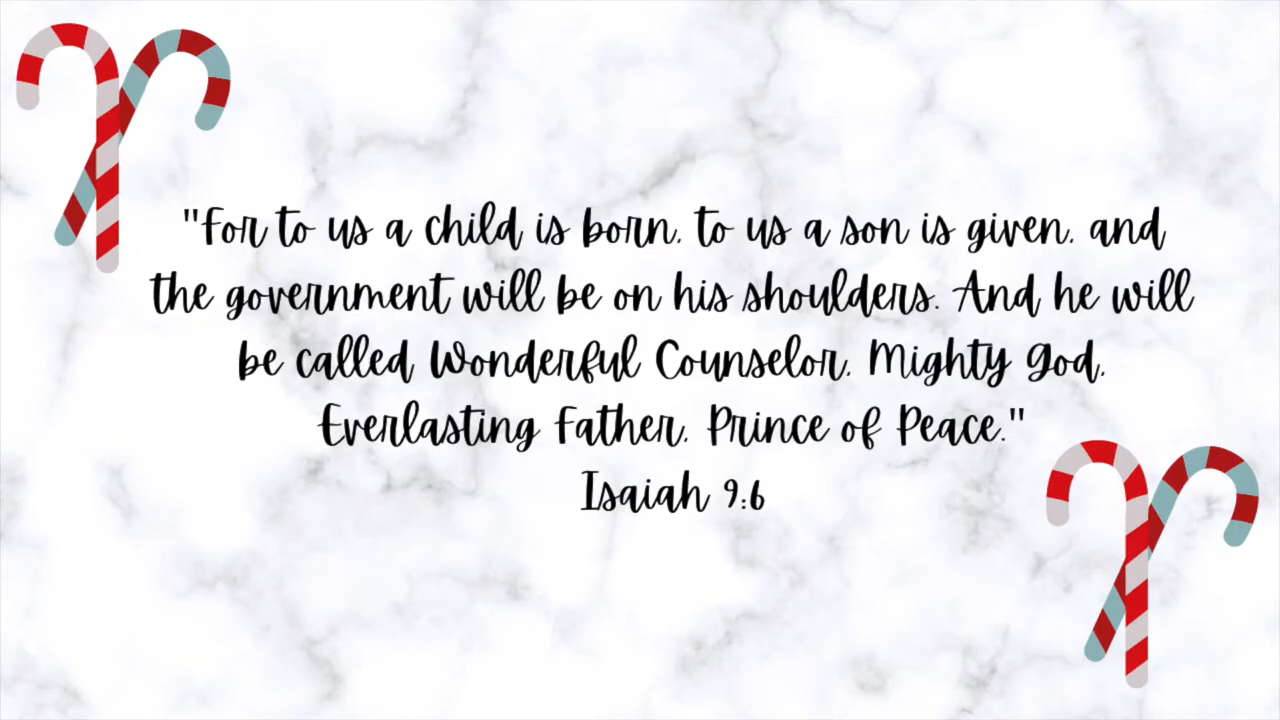 "For to us a child is born, to us a son is given, and
the government will be on his shoulders. And he will
be called Wonderful Counselor, Mighty God,
Everlasting Father, Prince of Peace."
Isaiah 9:6